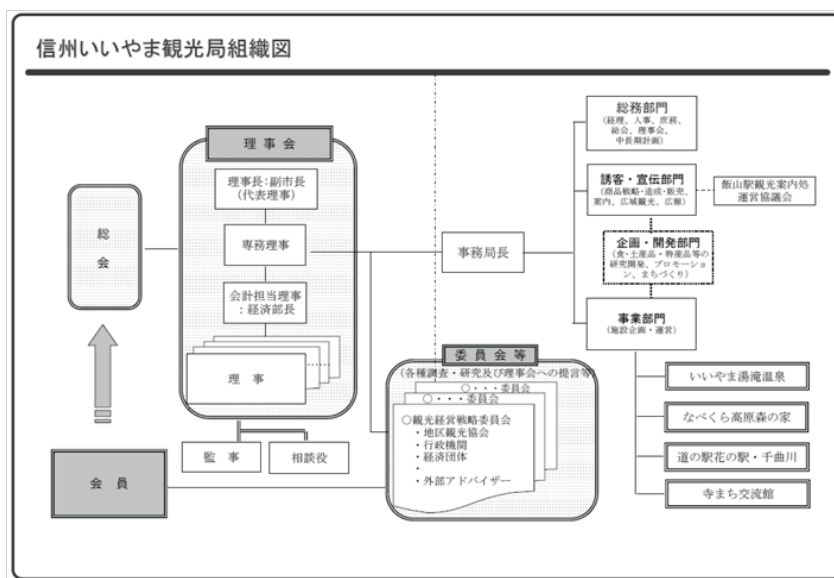 信州いいやま観光局組織図
理事会
理事長：副市長
（代表理事）
専務理事
会計担当理事
：経済部長
理 事
総会
会 員
監 事
相談役
事務局長
総務部門
（経理、人事、庶務、
総会、理事会、
中長期計画）
誘客・宣伝部門
（商品戦略・造成・販売、
案内、広域観光、広報）
飯山駅観光案内処
運営協議会
企画・開発部門
（食・土産品・特産品等の
研究開発、プロモーショ
ン、まちづくり）
事業部門
（施設企画・運営）
いいやま湯滝温泉
なべくら高原森の家
道の駅花の駅・千曲川
寺まち交流館
委員会等
（各種調査・研究及び理事会への提言等）
○・・・委員会
○・・・委員会
○観光経営戦略委員会
・地区観光協会
・行政機関
・経済団体
・
・外部アドバイザー